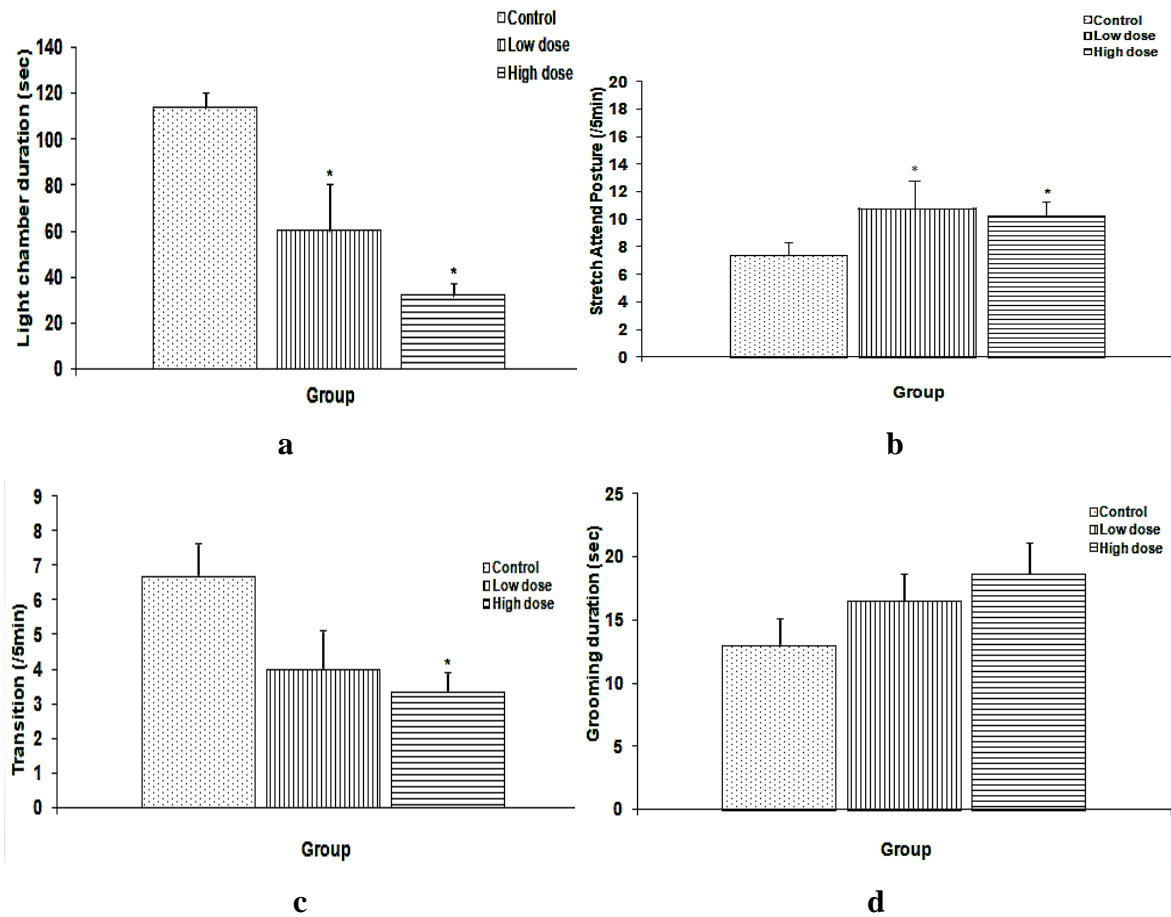 Control
Low dose
High dose
Light chamber duration (sec)
140
120
100
80
60
40
20
0
*
*
Group
a
Control
Low dose
High dose
Stretch Attend Posture (/5min)
20
18
16
14
12
10
8
6
4
2
0
*
*
Group
b
Transition (/5min)
9
8
7
6
5
4
3
2
1
0
Control
Low dose
High dose
*
Group
c
Grooming duration (sec)
25
20
15
10
5
0
Control
Low dose
High dose
Group
d